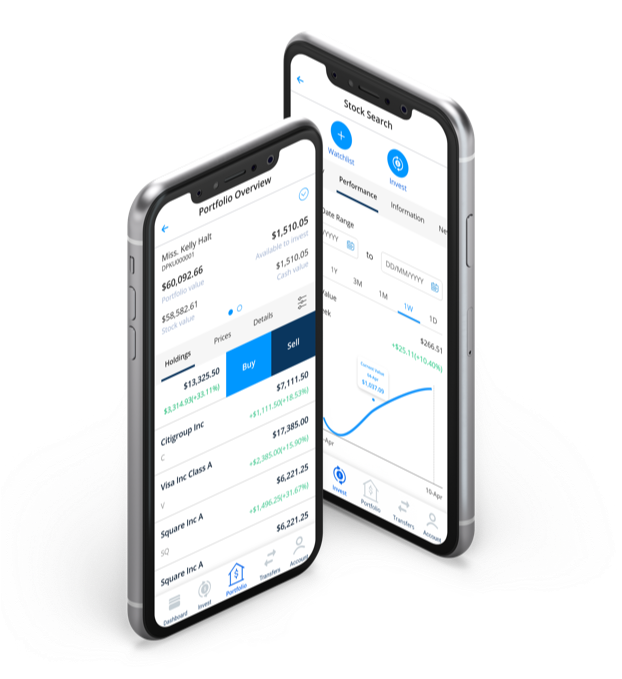 Portfolio Overview
Miss. Kelly Halt
DPKU000001
$60,092.66
Portfolio value
$1,510.05
Available to Invest
$58,582.61
Stock value
$1,510.05
Cash value
Holdings
Prices
Details
$13,325.50
$3,314.93(+33.11%)
Buy
Sell
Citigroup Inc
C
$7,111.50
+$1,111.50(+18.53%)
Visa Inc Class A
V
$17,385.00
+$2,385.00(+15.90%)
Square Inc A
SQ
$6,221.25
+$1,496.25(+31.67%)
Square Inc A
$6,221.25
Dashboard
Invest
Portfolio
Transfers
Account
Stock Search
Watchlist
Invest
Performance
Information
Ne
Date Range
YYYY
to
DD/MM/YYYY
1Y
3M
1M
1W
1D
Value
eek
$266.51
+$25.11(+10.40%)
Current Value
$1,037.09
-Apr
10-Apr
Invest
Portfolio
Transfers
Account